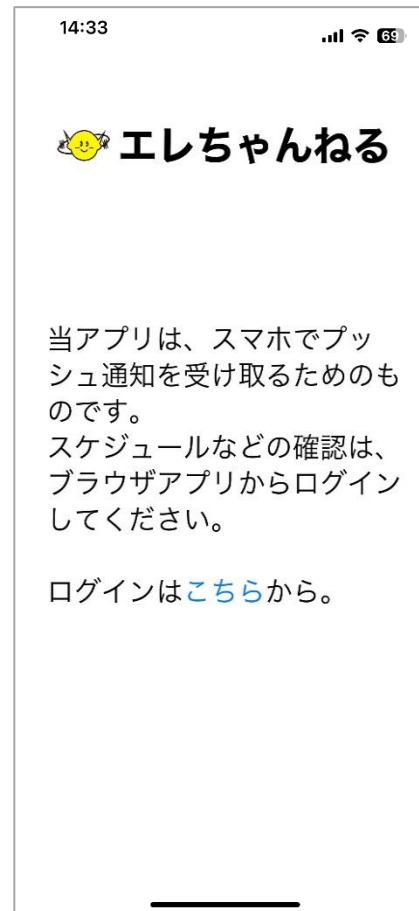 14:33
69
エレちゃんねる
当アプリは、スマホでプッ
シュ通知を受け取るためのも
のです。
スケジュールなどの確認は、
ブラウザアプリからログイン
してください。
ログインはこちらから。